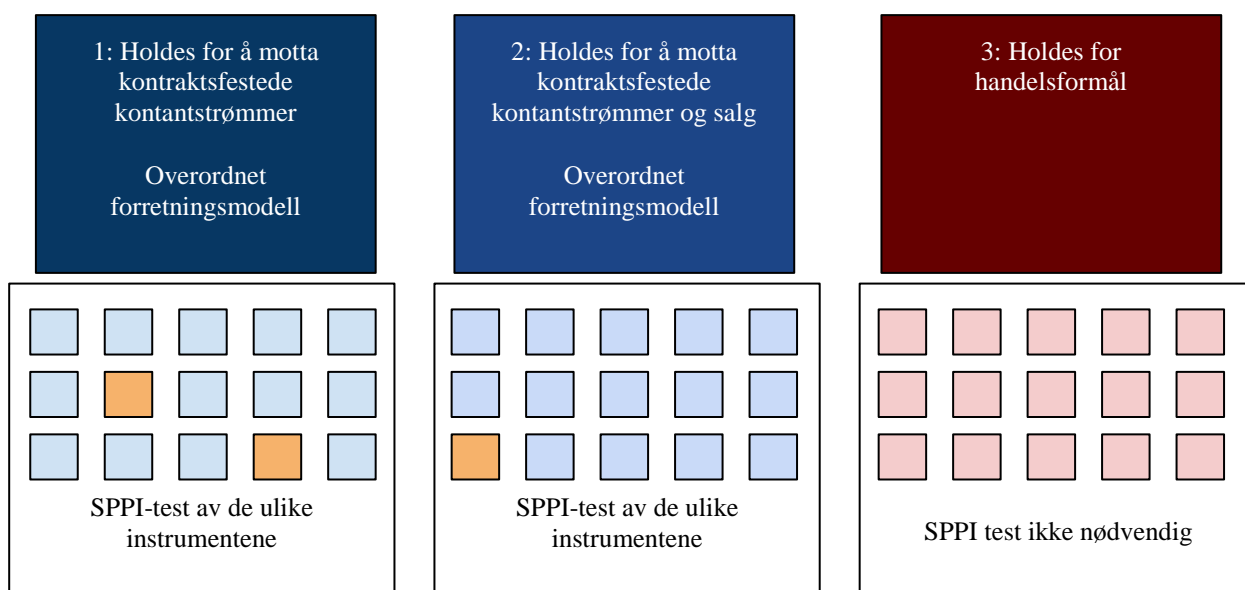 1: Holdes for å motta
kontraktsfestede
kontantstrømmer
Overordnet
forretningsmodell
2: Holdes for å motta
kontraktsfestede
kontantstrømmer og salg
Overordnet
forretningsmodell
3: Holdes for
handelsformål
SPPI-test av de ulike
instrumentene
SPPI-test av de ulike
instrumentene
SPPI test ikke nødvendig